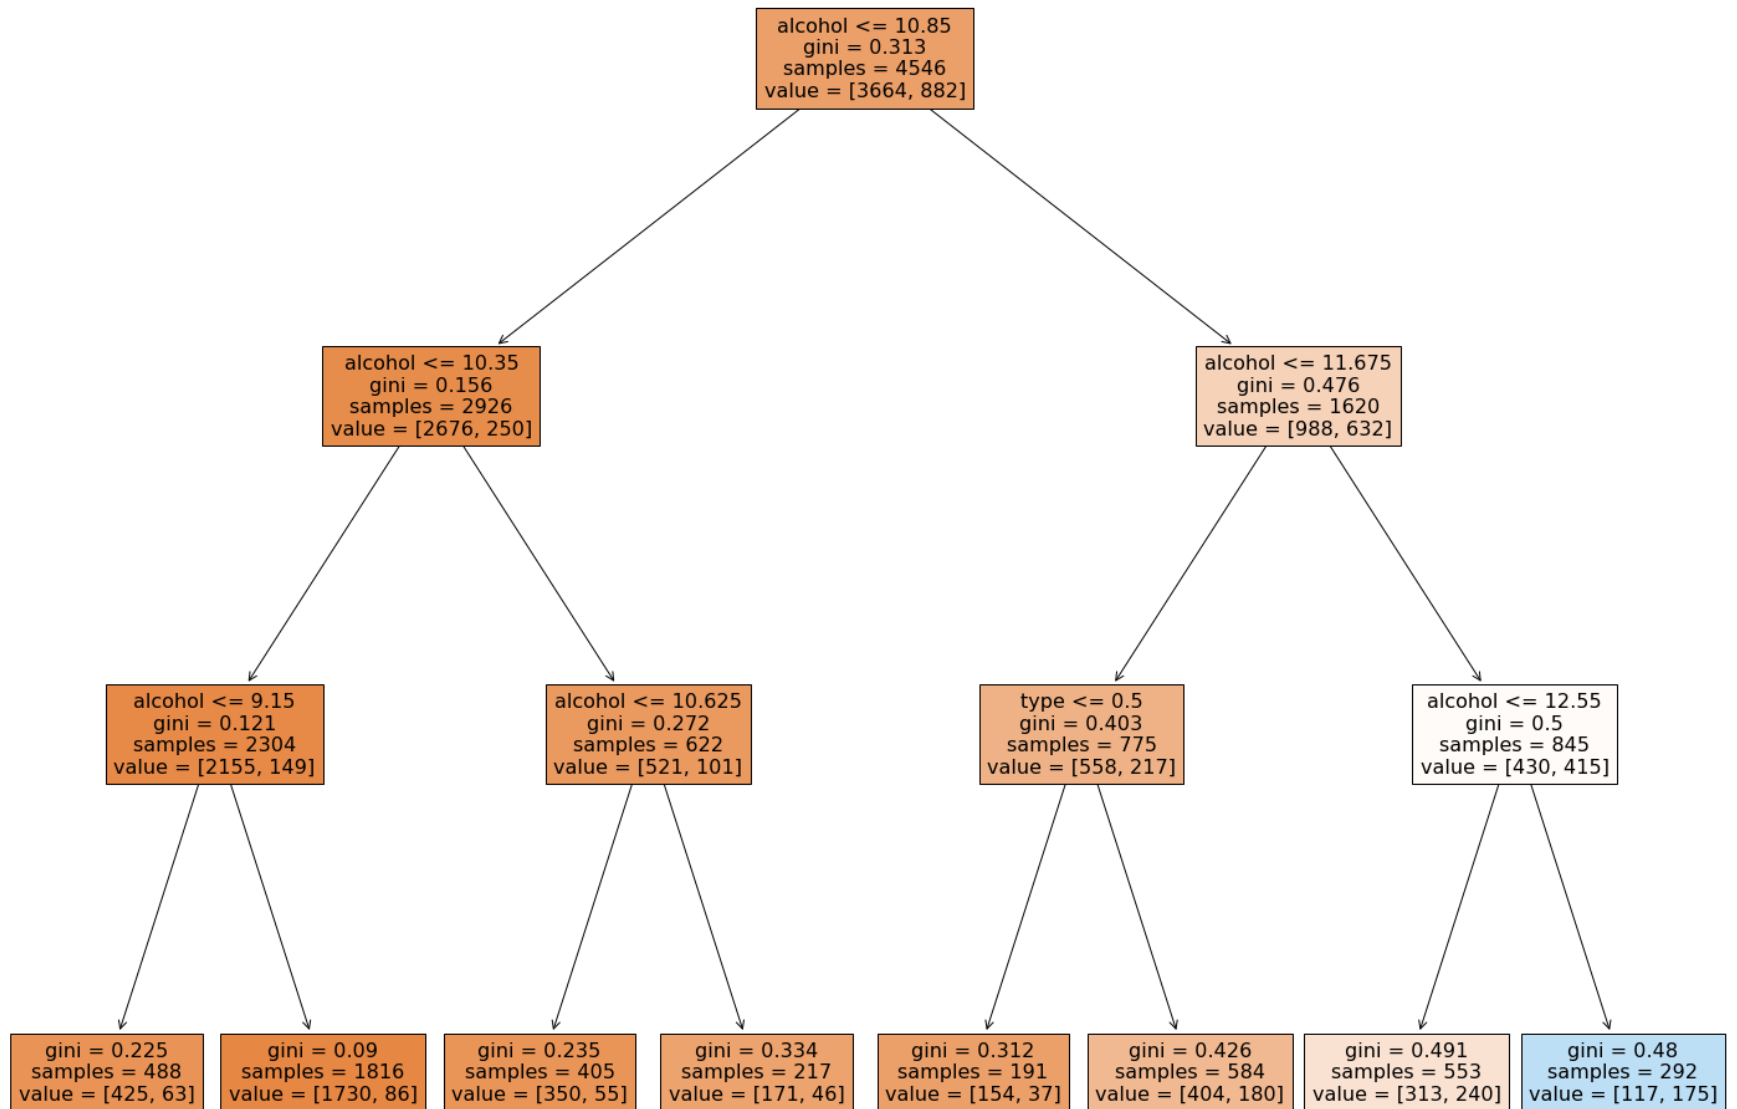 alcohol <= 10.85
gini = 0.313
samples = 4546
value = [3664, 882]
alcohol <= 10.35
gini = 0.156
samples = 2926
value = [2676, 250]
alcohol <= 11.675
gini = 0.476
samples = 1620
value = [988, 632]
alcohol <= 9.15
gini = 0.121
samples = 2304
value = [2155, 149]
alcohol <= 10.625
gini = 0.272
samples = 622
value = [521, 101]
type <= 0.5
gini = 0.403
samples = 775
value = [558, 217]
alcohol <= 12.55
gini = 0.5
samples = 845
value = [430, 415]
gini = 0.225
samples = 488
value = [425, 63]
gini = 0.09
samples = 1816
value = [1730, 86]
gini = 0.235
samples = 405
value = [350, 55]
gini = 0.334
samples = 217
value = [171, 46]
gini = 0.312
samples = 191
value = [154, 37]
gini = 0.426
samples = 584
value = [404, 180]
gini = 0.491
samples = 553
value = [313, 240]
gini = 0.48
samples = 292
value = [117, 175]